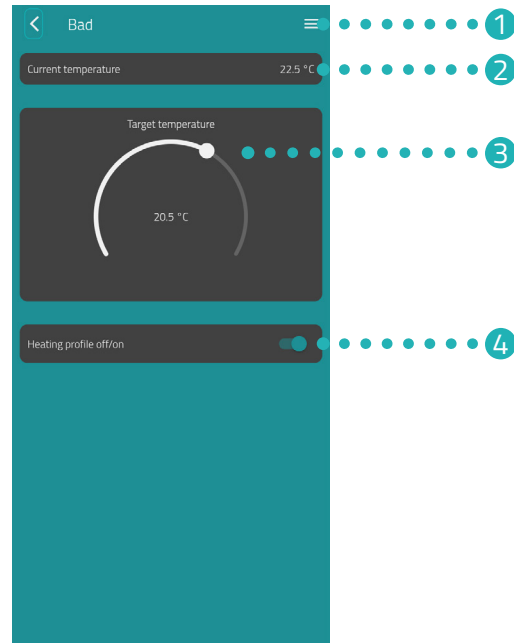 Bad
1
Current temperature 22.5 °C
2
Target temperature
3
20.5 °C
Heating profile off/on
4